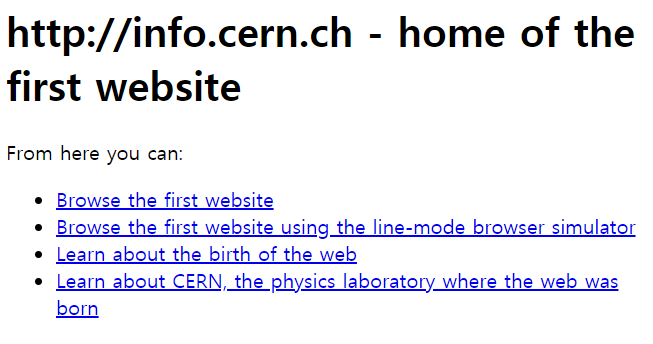 http://info.cern.ch - home of the
first website
From here you can:
Browse the first website
Browse the first website using the line-mode browser simulator
Learn about the birth of the web
Learn about CERN, the physics laboratory where the web was
born